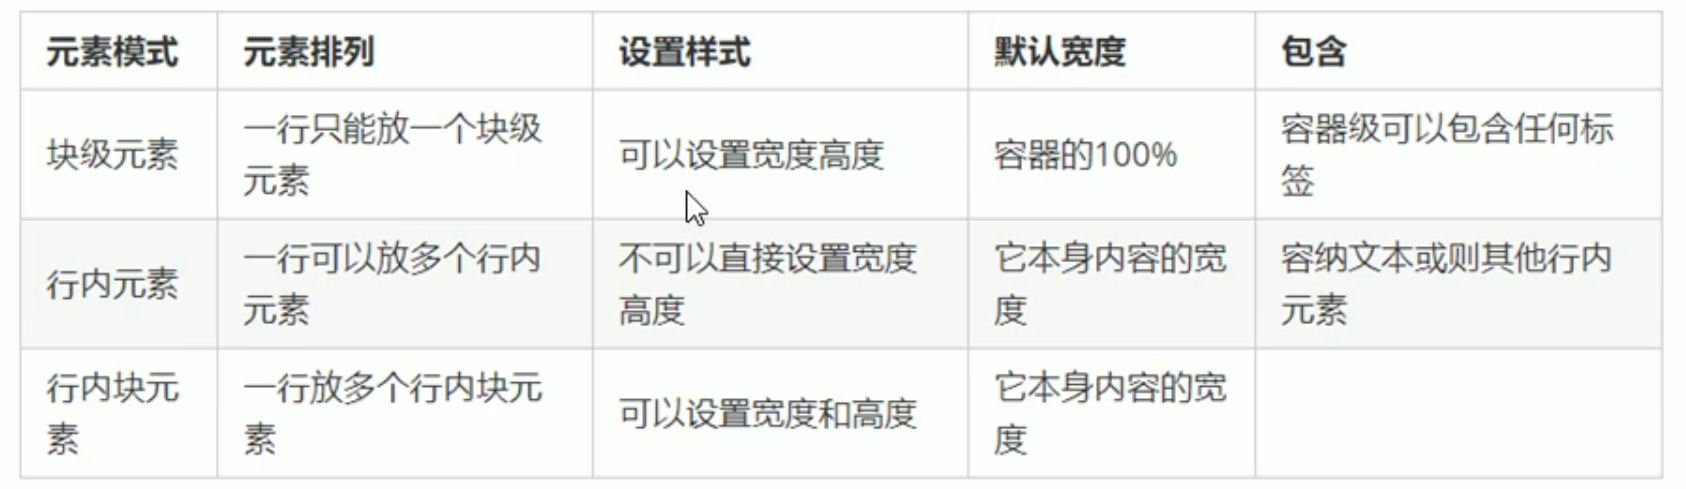 元素模式 元素排列 设置样式 默认宽度 包含
块级元素 一行只能放一个块级 可以设置宽度高度 容器的100% 容器级可以包含任何标
元素 签
行内元素 一行可以放多个行内 不可以直接设置宽度 它本身内容的宽 容纳文本或则其他行内
元素 高度 度 元素
行内块元 一行放多个行内块元 可以设置宽度和高度 它本身内容的宽
素 素 度